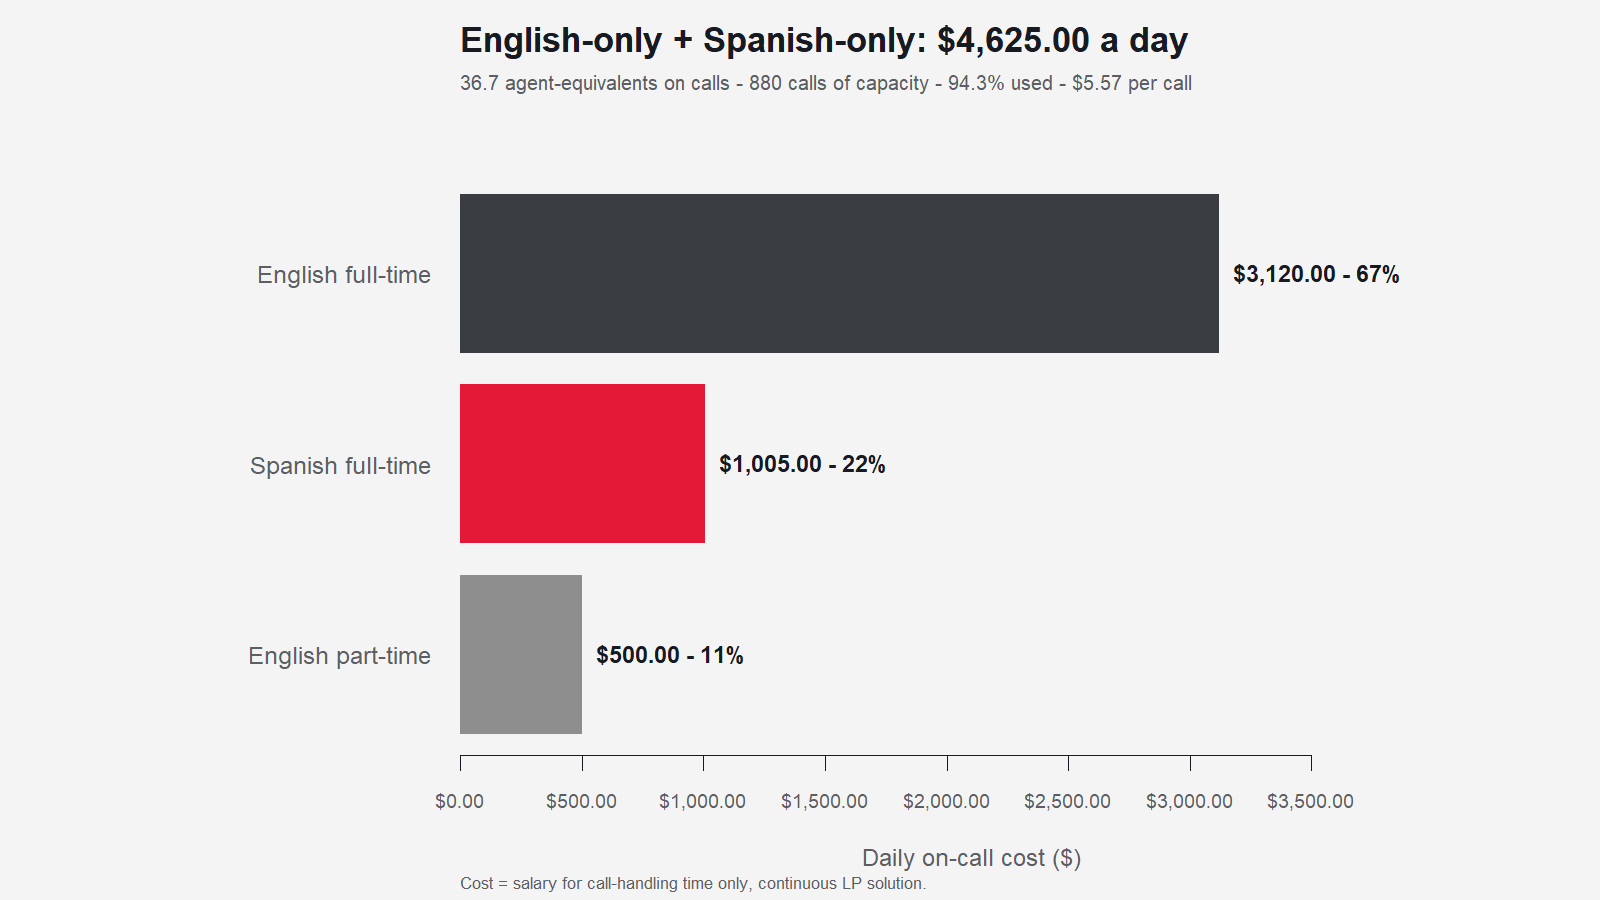 English-only + Spanish-only: $4,625.00 a day
36.7 agent-equivalents on calls - 880 calls of capacity - 94.3% used - $5.57 per call
English full-time
$3,120.00 - 67%
Spanish full-time
$1,005.00 - 22%
English part-time
$500.00 - 11%
$0.00 $500.00 $1,000.00 $1,500.00 $2,000.00 $2,500.00 $3,000.00 $3,500.00
Daily on-call cost ($)
Cost = salary for call-handling time only, continuous LP solution.